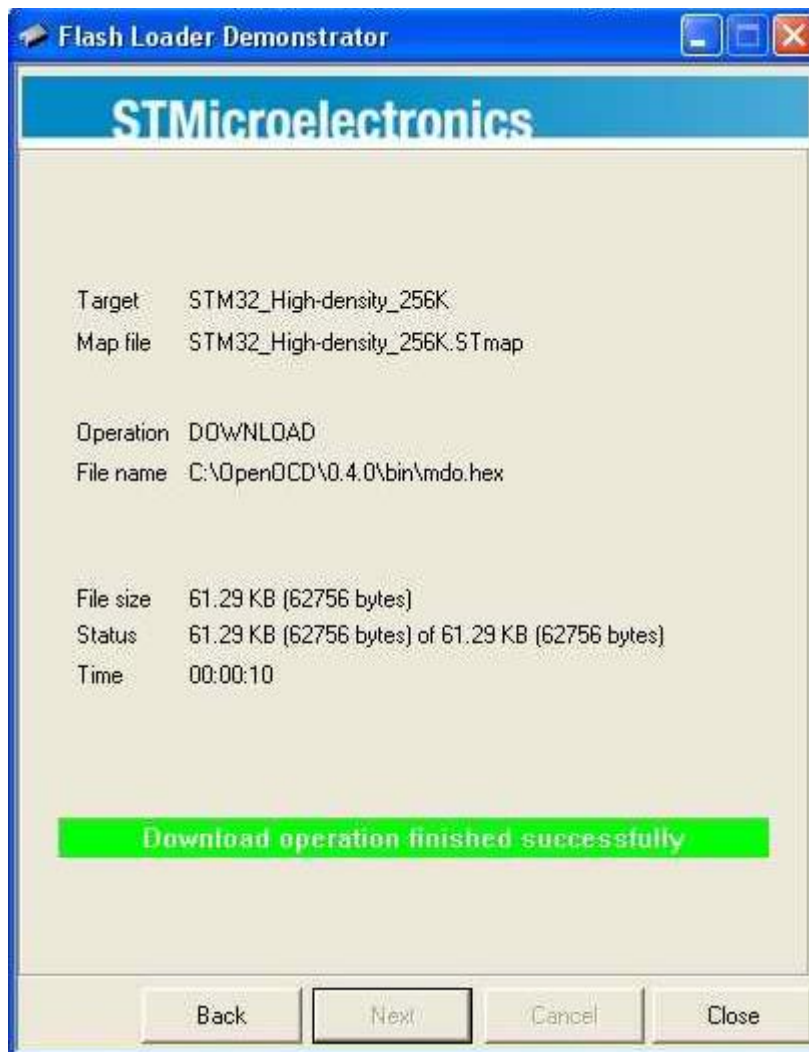 Flash Loader Demonstrator
STMicroelectronics
Target STM32_High-density_256K
Map file STM32_High-density_256K.STmap
Operation DOWNLOAD
File name C:\OpenOCD\0.4.0\bin\mdo.hex
File size 61.29 KB (62756 bytes)
Status 61.29 KB (62756 bytes) of 61.29 KB (62756 bytes)
Time 00:00:10
Download operation finished successfully
Back Next Cancel Close